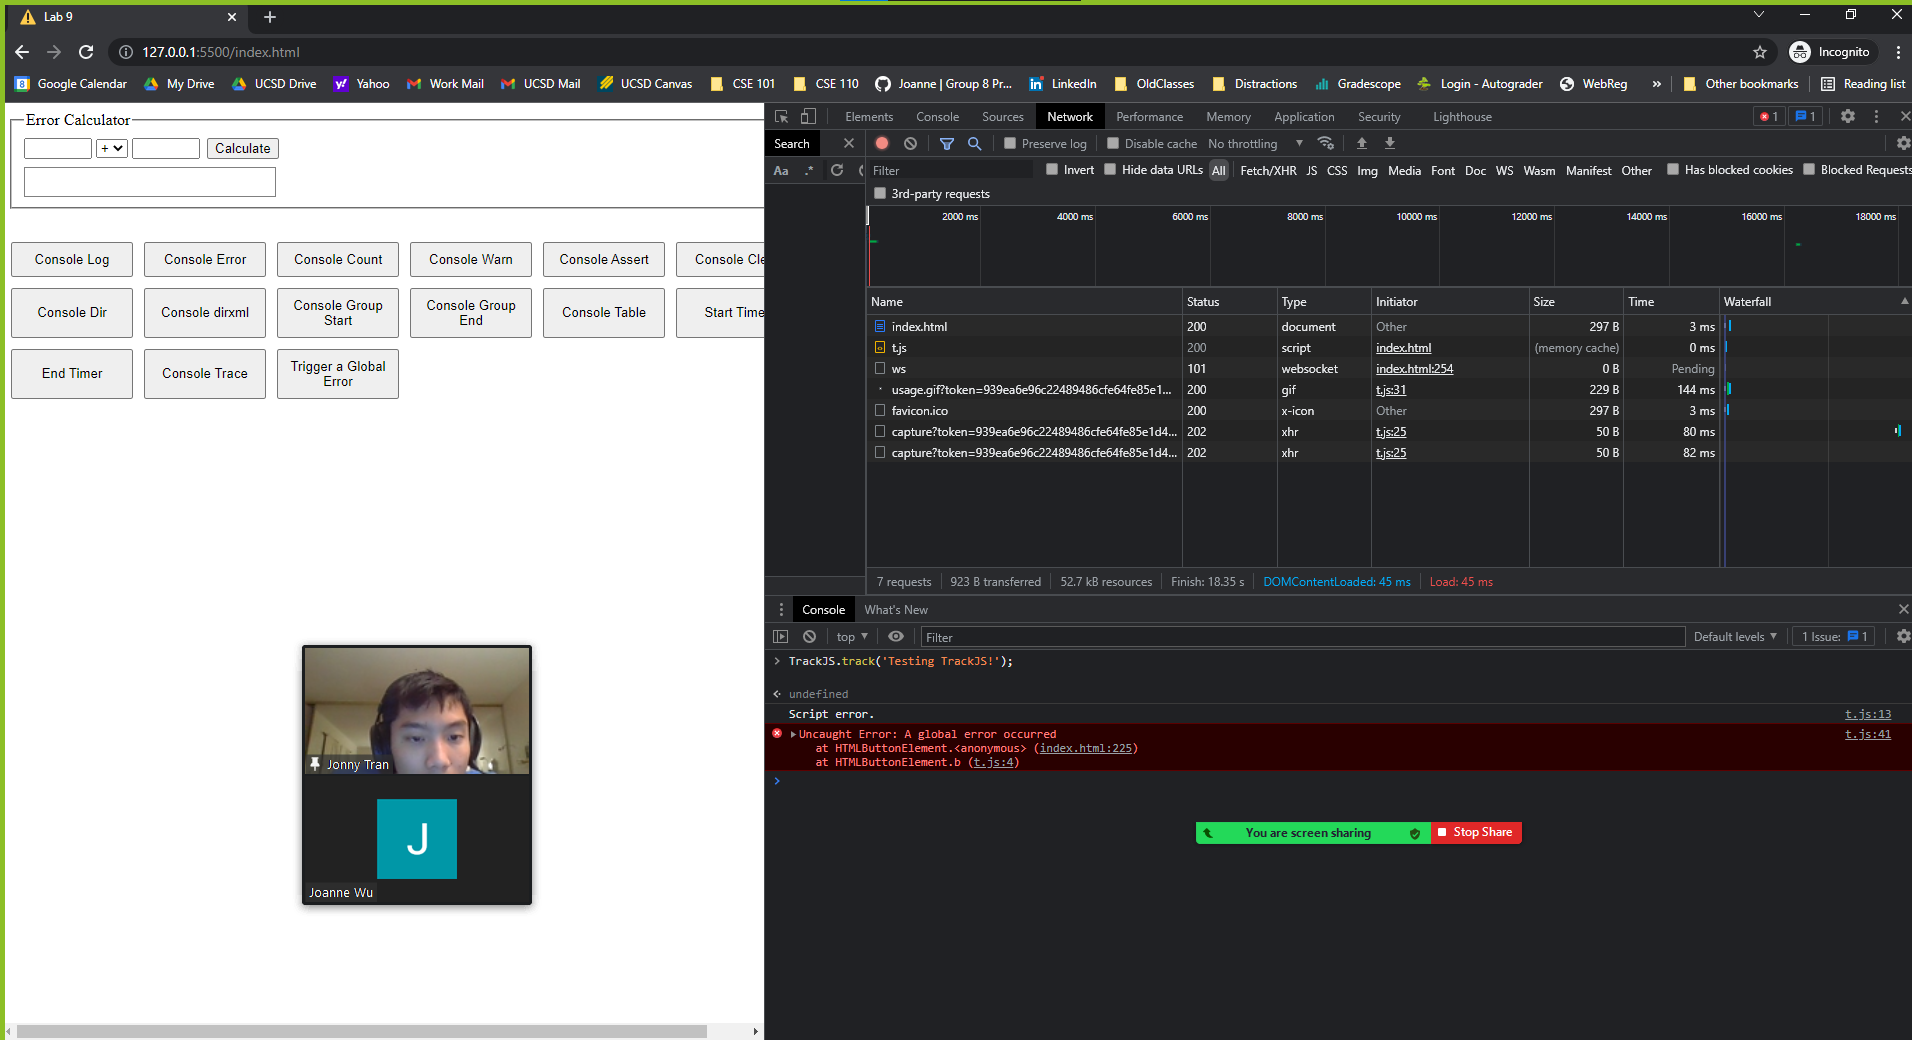 Lab 9
127.0.0.1:5500/index.html
Incognito
Google Calendar My Drive UCSD Drive Yahoo Work Mail UCSD Mail UCSD Canvas CSE 101 CSE 110 Joanne | Group 8 Pr... LinkedIn OldClasses Distractions Gradescope Login - Autograder WebReg » Other bookmarks Reading list
Error Calculator
+ Calculate
Console Log Console Error Console Count Console Warn Console Assert Console Cle
Console Dir Console dirxml Console Group Start Console Group End Console Table Start Time
End Timer Console Trace Trigger a Global Error
Jonny Tran
J
Joanne Wu
Elements Console Sources Network Performance Memory Application Security Lighthouse 1 1
Search Preserve log Disable cache No throttling
Aa .* Filter Invert Hide data URLs All Fetch/XHR JS CSS Img Media Font Doc WS Wasm Manifest Other Has blocked cookies Blocked Requests
3rd-party requests
2000 ms 4000 ms 6000 ms 8000 ms 10000 ms 12000 ms 14000 ms 16000 ms 18000 ms
Name Status Type Initiator Size Time Waterfall
index.html 200 document Other 297 B 3 ms
t.js 200 script index.html (memory cache) 0 ms
ws 101 websocket index.html:254 0 B Pending
usage.gif?token=939ea6e96c22489486cfe64fe85e1... 200 gif t.js:31 229 B 144 ms
favicon.ico 200 x-icon Other 297 B 3 ms
capture?token=939ea6e96c22489486cfe64fe85e1d4... 202 xhr t.js:25 50 B 80 ms
capture?token=939ea6e96c22489486cfe64fe85e1d4... 202 xhr t.js:25 50 B 82 ms
7 requests 923 B transferred 52.7 kB resources Finish: 18.35 s DOMContentLoaded: 45 ms Load: 45 ms
Console What's New
top Filter Default levels 1 Issue: 1
TrackJS.track('Testing TrackJS!');
undefined
Script error. t.js:13
Uncaught Error: A global error occurred t.js:41
at HTMLButtonElement.<anonymous> (index.html:225)
at HTMLButtonElement.b (t.js:4)
You are screen sharing Stop Share